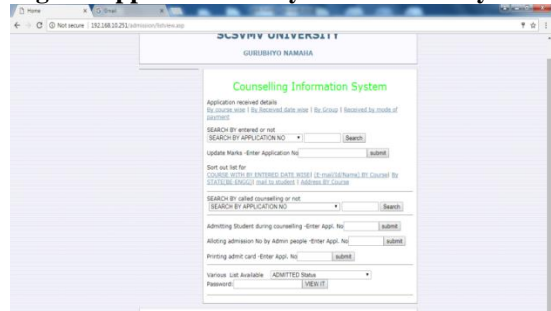 Home
Gmail
Not secure | 192.168.10.251/admission/listview.asp
SCSVMV UNIVERSITY
GURUBHYO NAMAHA
Counselling Information System
Application received details
By course wise | By Received date wise | By Group | Received by mode of
payment
SEARCH BY entered or not
SEARCH BY APPLICATION NO Search
Update Marks -Enter Application No submit
Sort out list for
COURSE WITH BY ENTERED DATE WISE| (E-mailId/Name) BY Course| By
STATE(BE-ENGG)| mail to student | Address BY Course
SEARCH BY called counselling or not
SEARCH BY APPLICATION NO Search
Admitting Student during counselling -Enter Appl. No submit
Alloting admission No by Admin people -Enter Appl. No submit
Printing admit card -Enter Appl. No submit
Various List Available ADMITTED Status
Password: VIEW IT